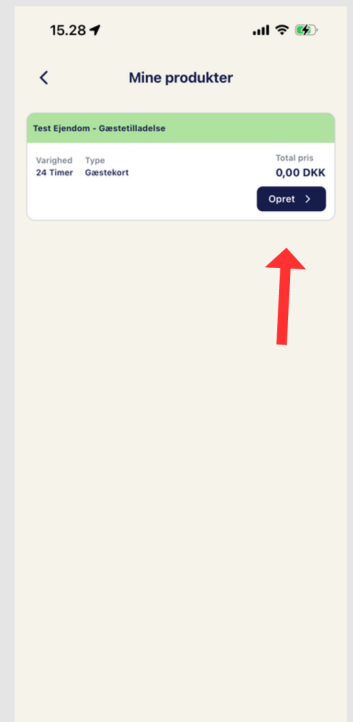 15.28
Mine produkter
Test Ejendom - Gæstetilladelse
Varighed Type Total pris
24 Timer Gæstekort 0,00 DKK
Opret